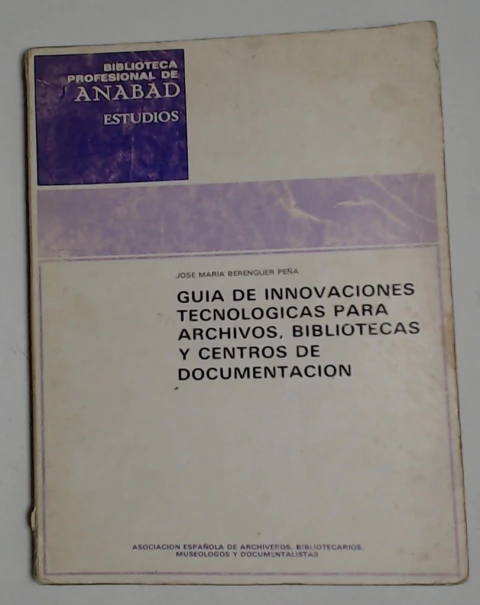 BIBLIOTECA
PROFESIONAL DE
ANABAD
ESTUDIOS
JOSE MARIA BERENGUER PEÑA
GUIA DE INNOVACIONES
TECNOLOGICAS PARA
ARCHIVOS, BIBLIOTECAS
Y CENTROS DE
DOCUMENTACION
ASOCIACION ESPAÑOLA DE ARCHIVEROS, BIBLIOTECARIOS,
MUSEOLOGOS Y DOCUMENTALISTAS